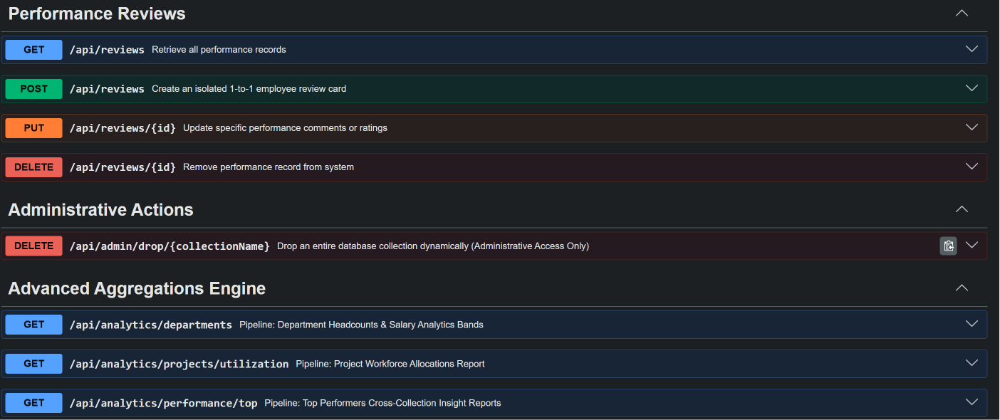 Performance Reviews
GET /api/reviews Retrieve all performance records
POST /api/reviews Create an isolated 1-to-1 employee review card
PUT /api/reviews/{id} Update specific performance comments or ratings
DELETE /api/reviews/{id} Remove performance record from system
Administrative Actions
DELETE /api/admin/drop/{collectionName} Drop an entire database collection dynamically (Administrative Access Only)
Advanced Aggregations Engine
GET /api/analytics/departments Pipeline: Department Headcounts & Salary Analytics Bands
GET /api/analytics/projects/utilization Pipeline: Project Workforce Allocations Report
GET /api/analytics/performance/top Pipeline: Top Performers Cross-Collection Insight Reports